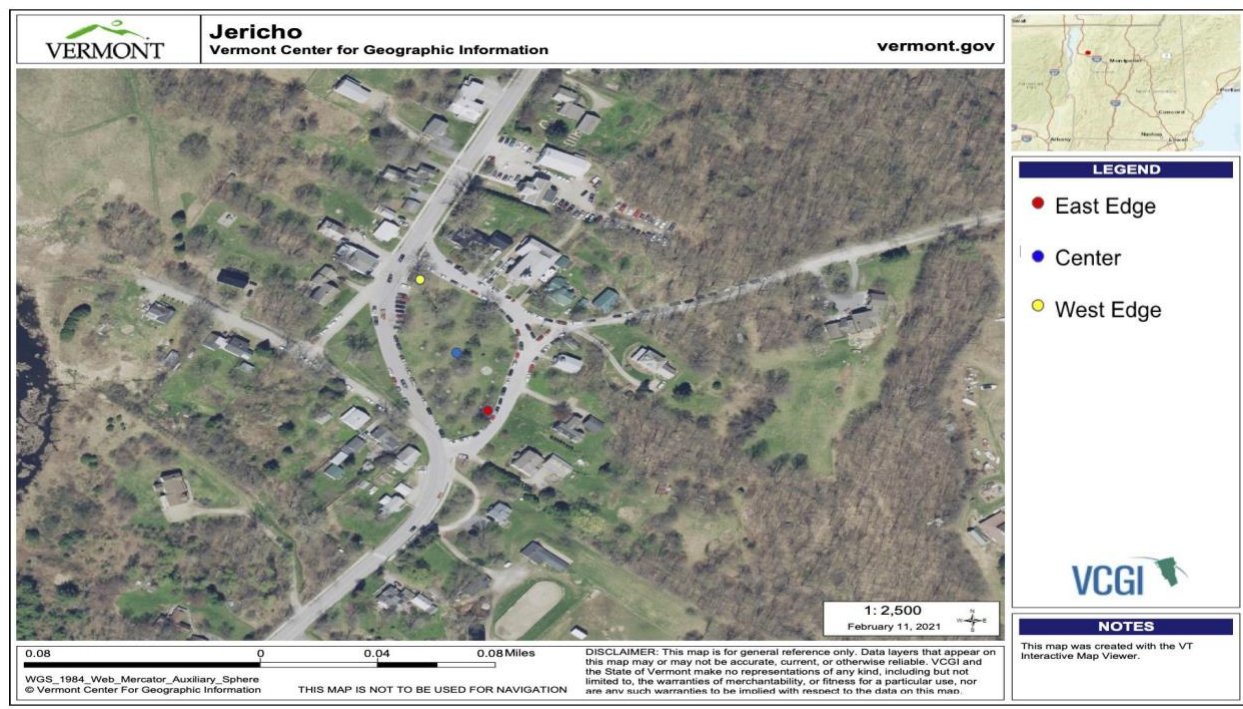 VERMONT
Jericho
Vermont Center for Geographic Information
vermont.gov
Montpelier
Concord
Nashua
Lowell
Albany
Portland
LEGEND
East Edge
Center
West Edge
VCGI
1: 2,500
February 11, 2021
N
W
E
S
NOTES
This map was created with the VT
Interactive Map Viewer.
0.08
0
0.04
0.08 Miles
WGS_1984_Web_Mercator_Auxiliary_Sphere
© Vermont Center For Geographic Information
THIS MAP IS NOT TO BE USED FOR NAVIGATION
DISCLAIMER: This map is for general reference only. Data layers that appear on
this map may or may not be accurate, current, or otherwise reliable. VCGI and
the State of Vermont make no representations of any kind, including but not
limited to, the warranties of merchantability, or fitness for a particular use, nor
are any such warranties to be implied with respect to the data on this map.